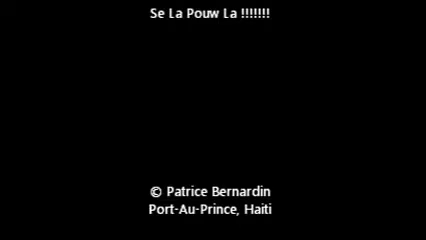 Se La Pouw La !!!!!!!
© Patrice Bernardin
Port-Au-Prince, Haiti